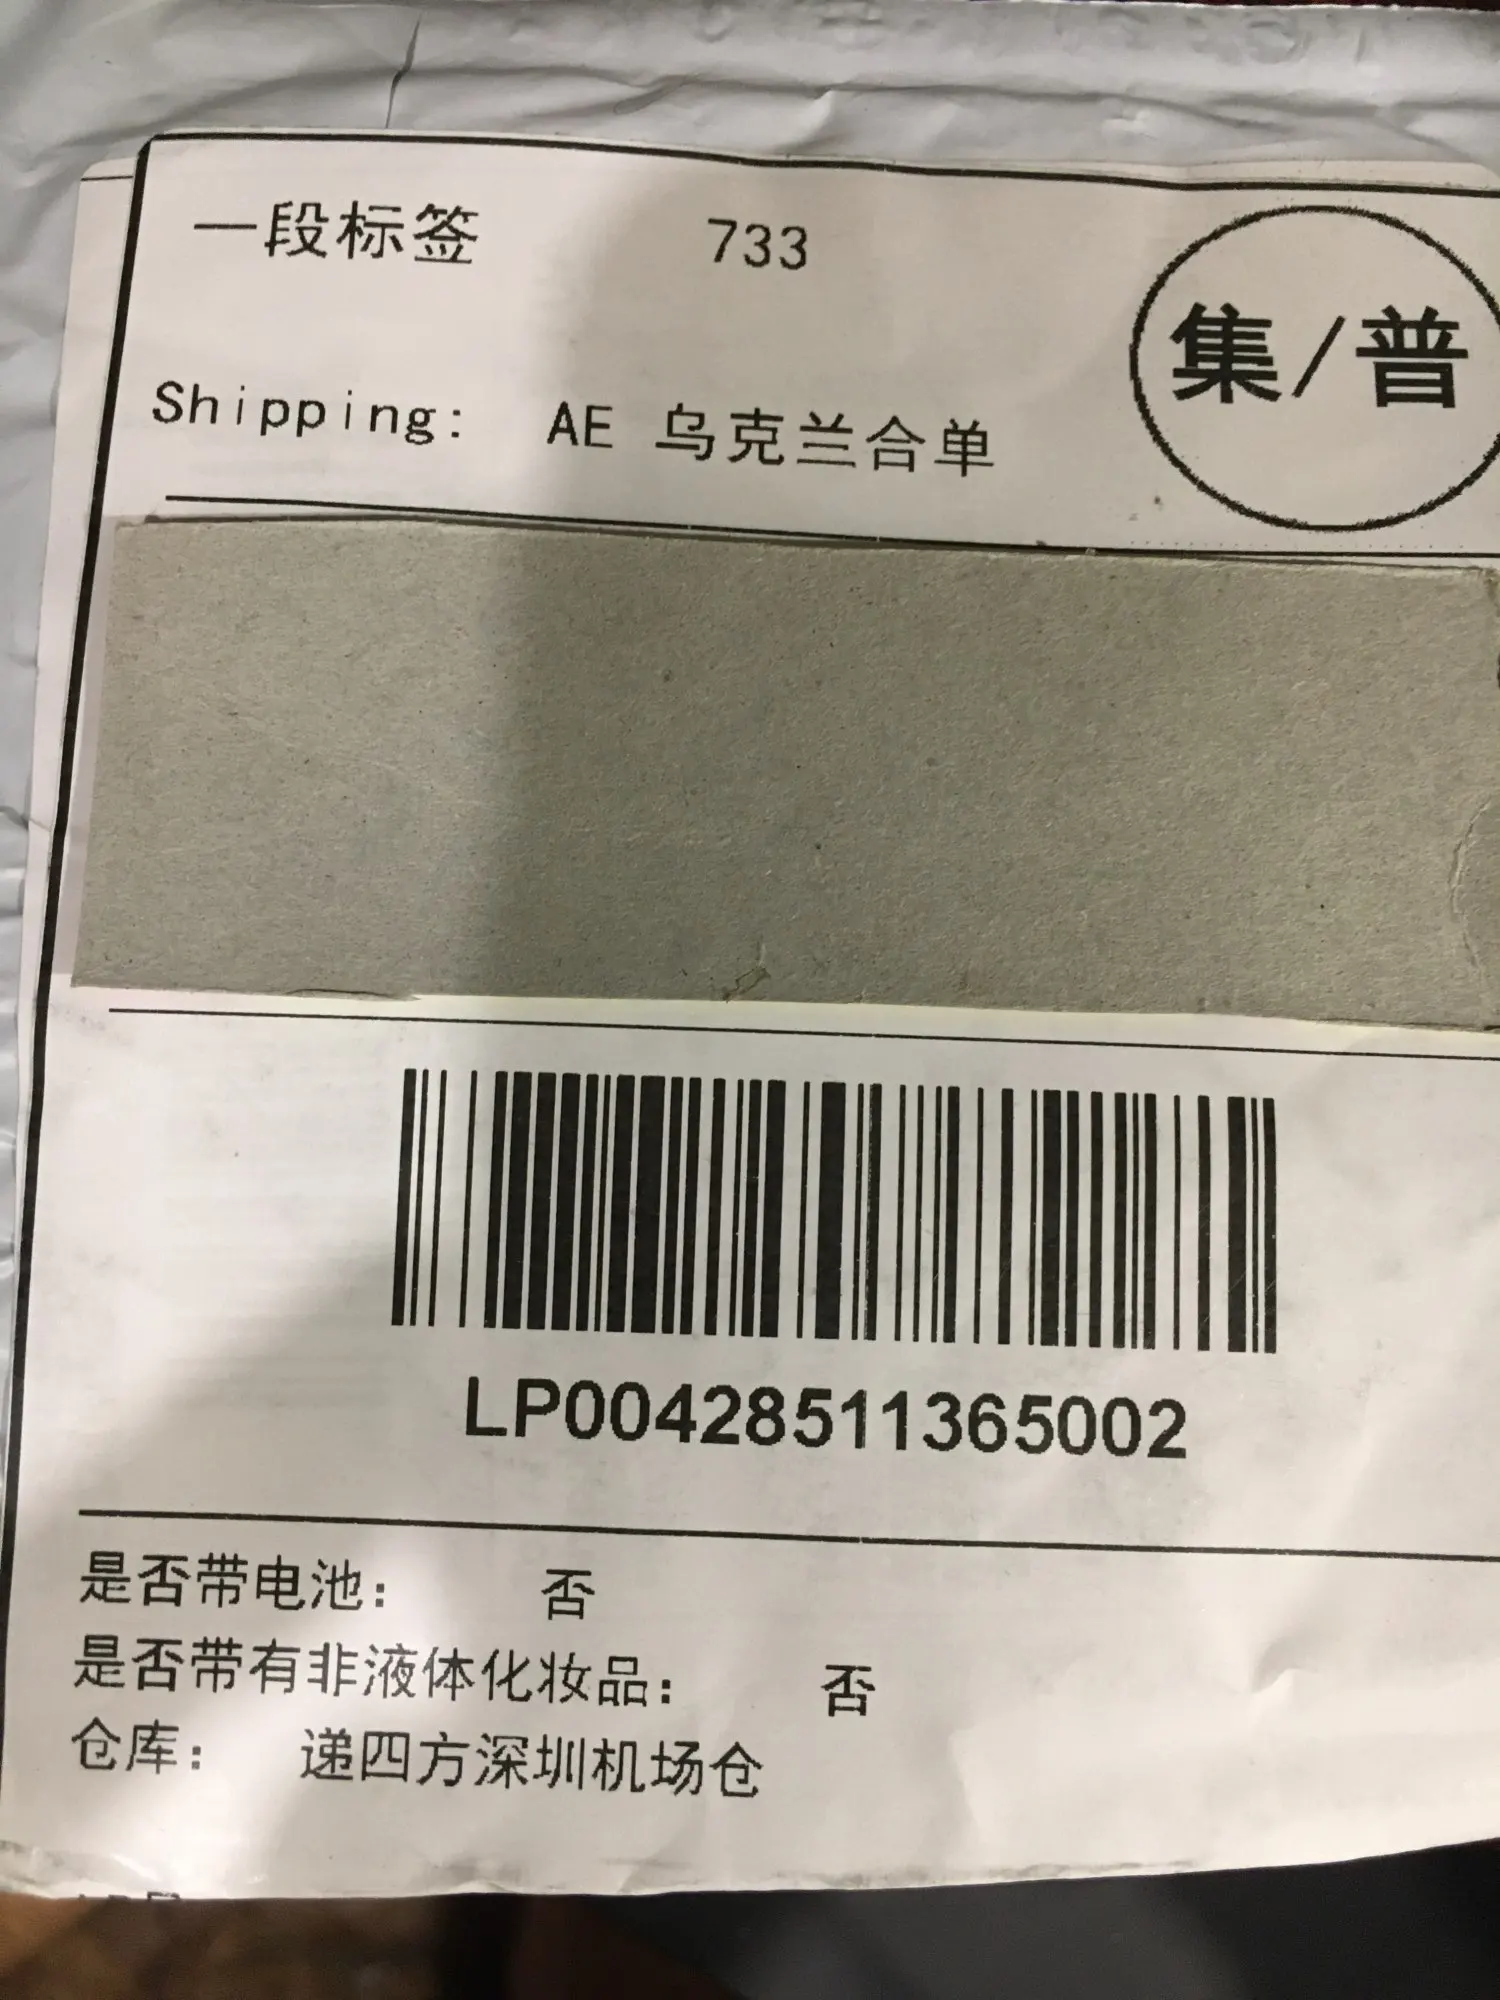 一段标签 733
集/普
Shipping: AE 乌克兰合单
LP00428511365002
是否带电池: 否
是否带有非液体化妆品: 否
仓库: 递四方深圳机场仓